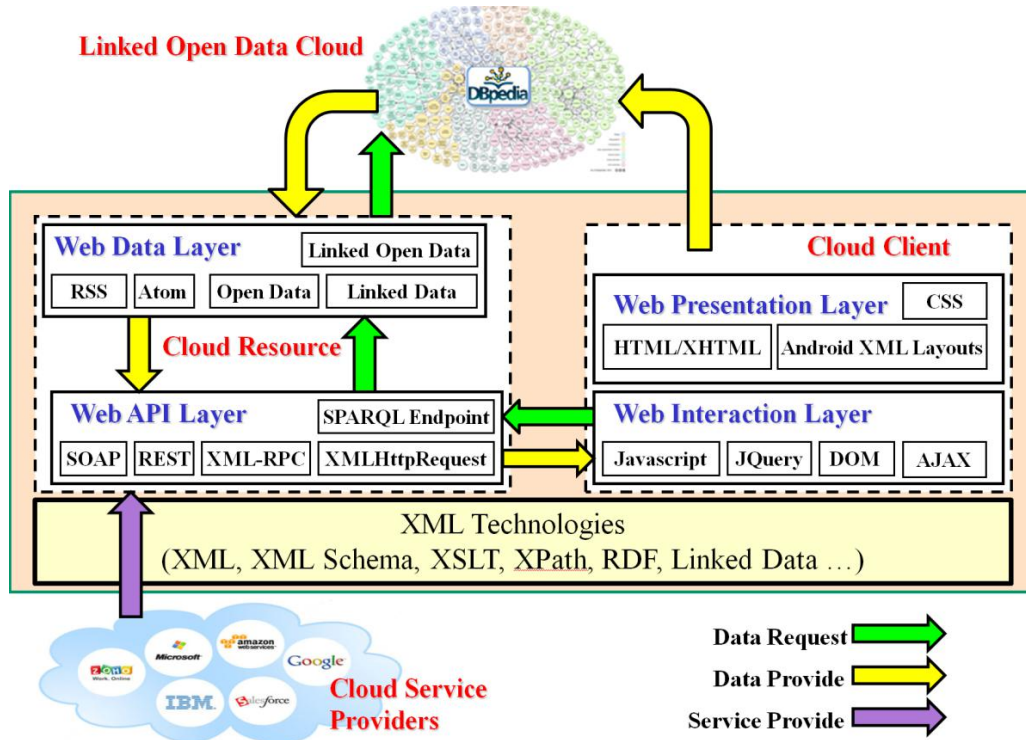 Linked Open Data Cloud
DBpedia
Web Data Layer
Linked Open Data
RSS
Atom
Open Data
Linked Data
Cloud Resource
Web API Layer
SPARQL Endpoint
SOAP
REST
XML-RPC
XMLHttpRequest
Cloud Client
Web Presentation Layer
CSS
HTML/XHTML
Android XML Layouts
Web Interaction Layer
Javascript
JQuery
DOM
AJAX
XML Technologies
(XML, XML Schema, XSLT, XPath, RDF, Linked Data …)
ZOHO
Work. Online
Microsoft
amazon
web services
Google
IBM
Salesforce
Cloud Service
Providers
Data Request
Data Provide
Service Provide